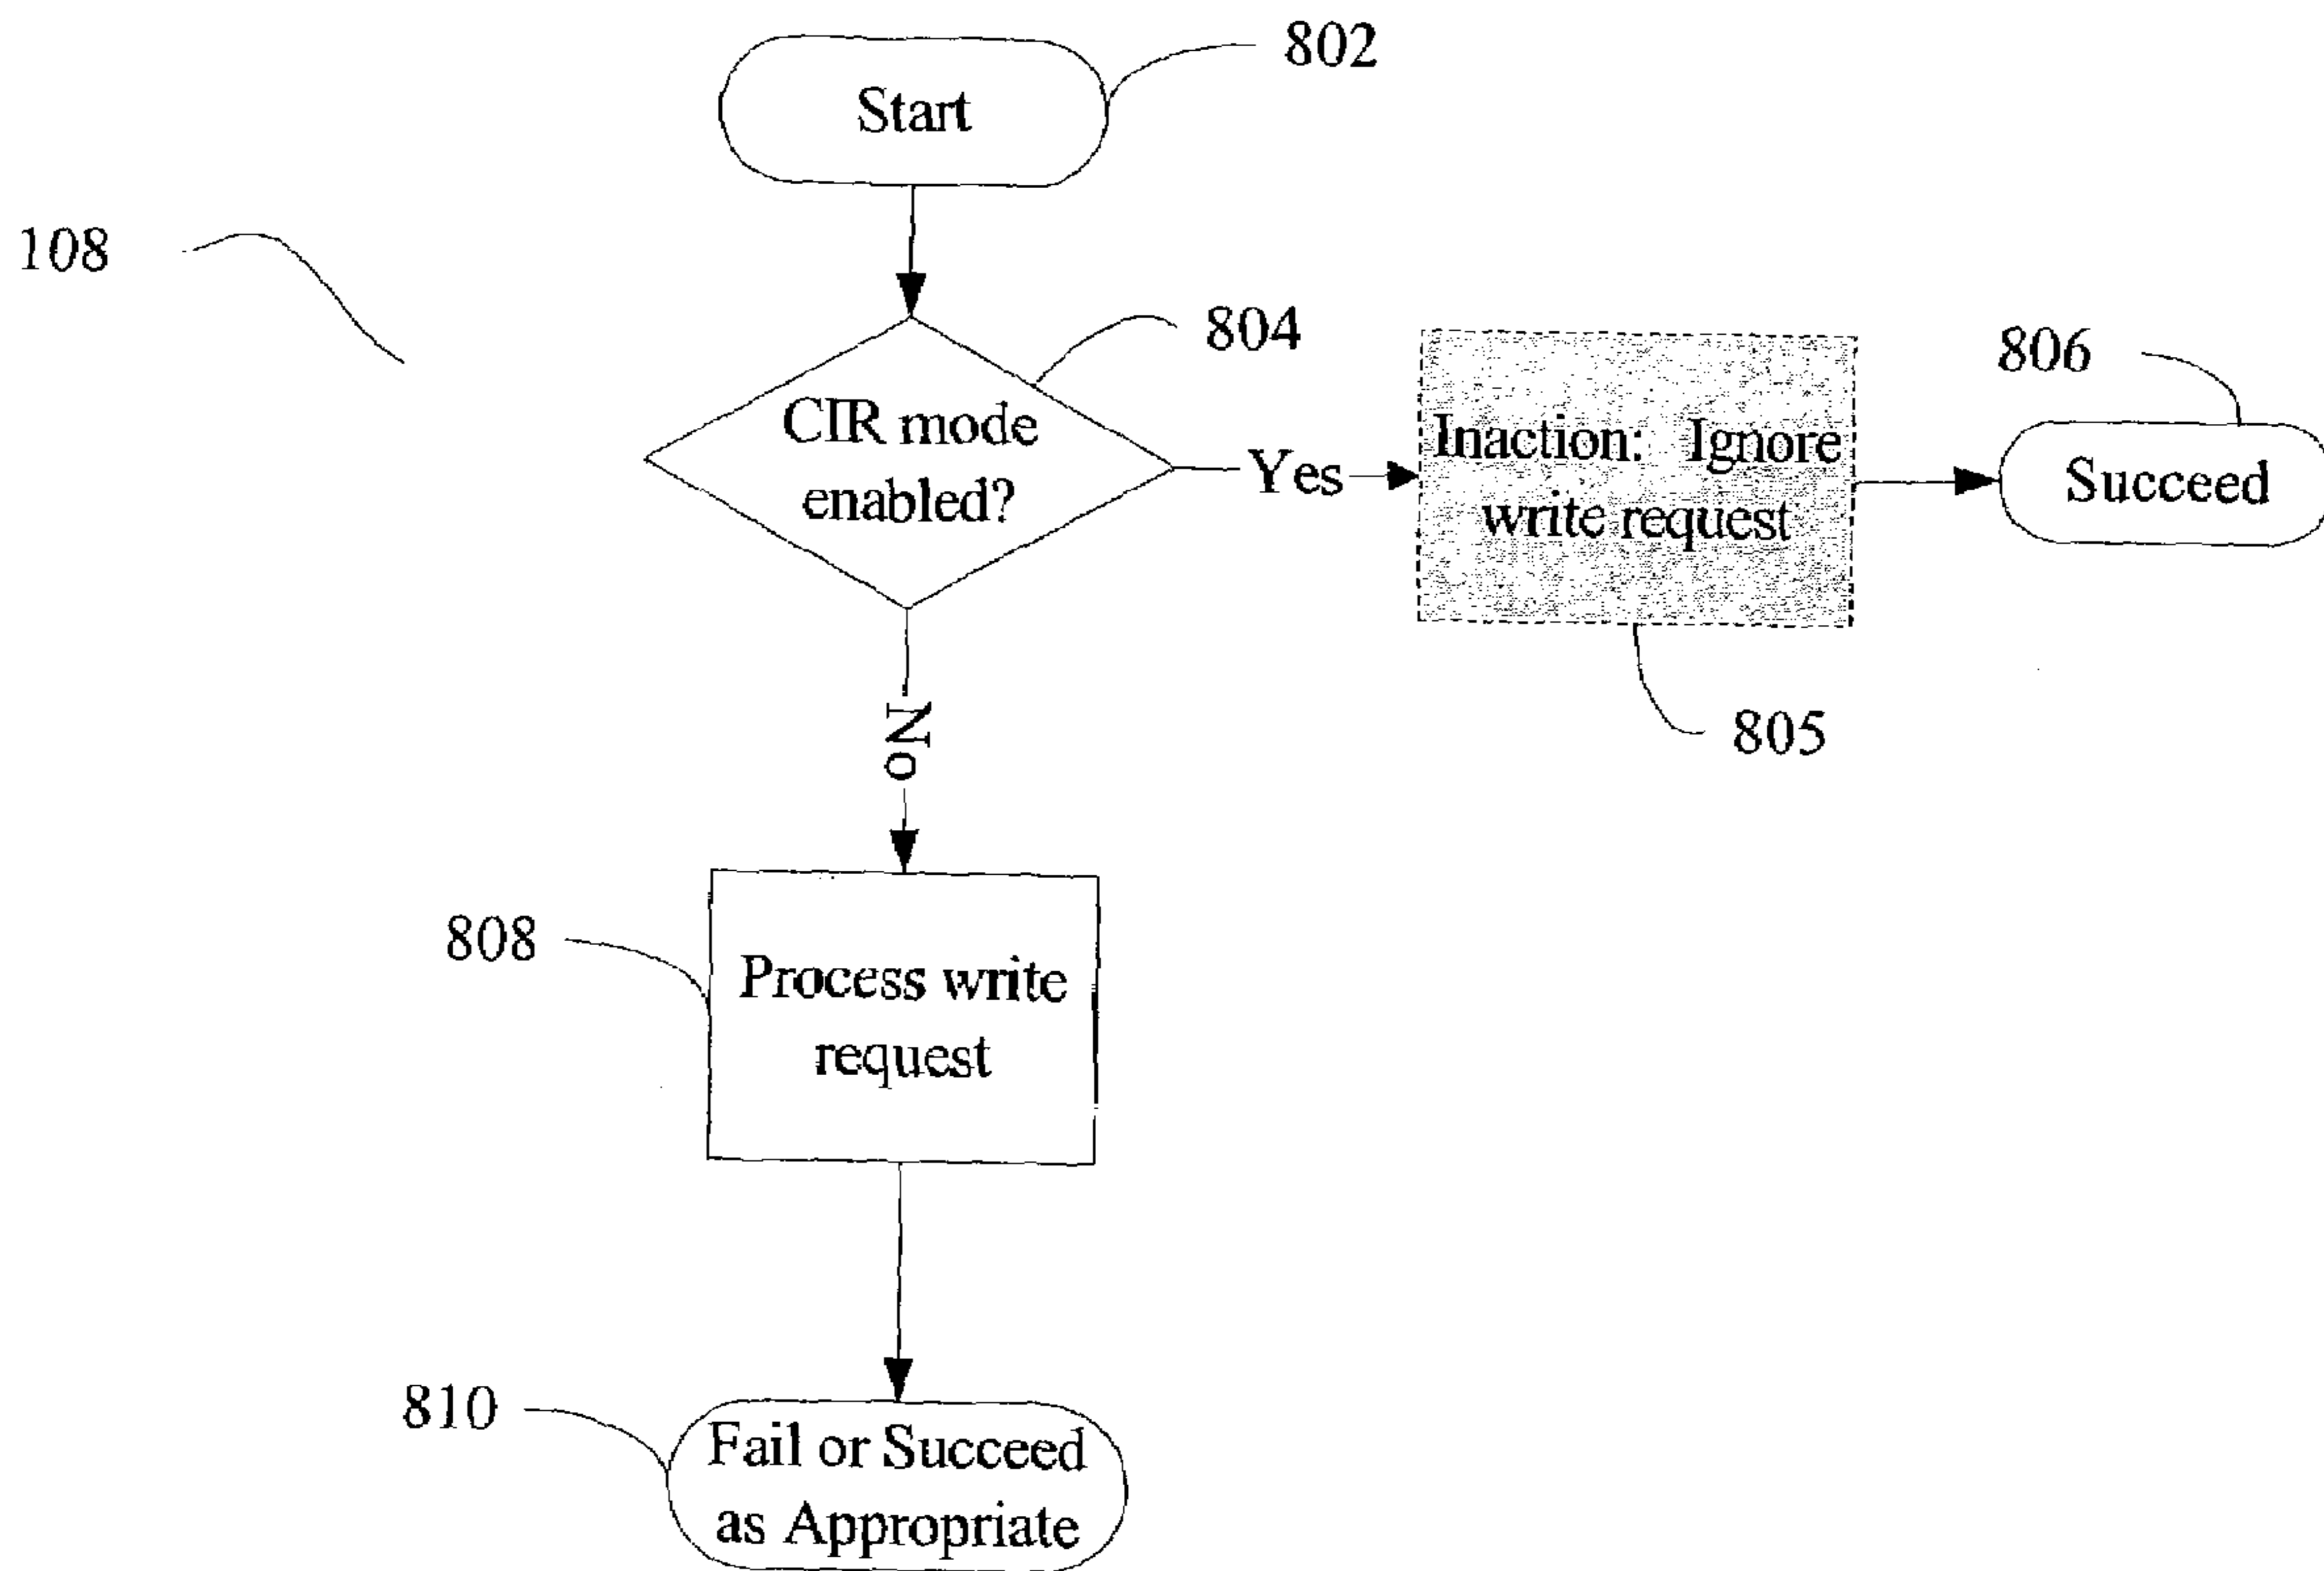 802
Start
108
804
806
CIR mode
enabled?
Yes
Inaction: Ignore
write request
Succeed
805
No
808
Process write
request
810
Fail or Succeed
as Appropriate